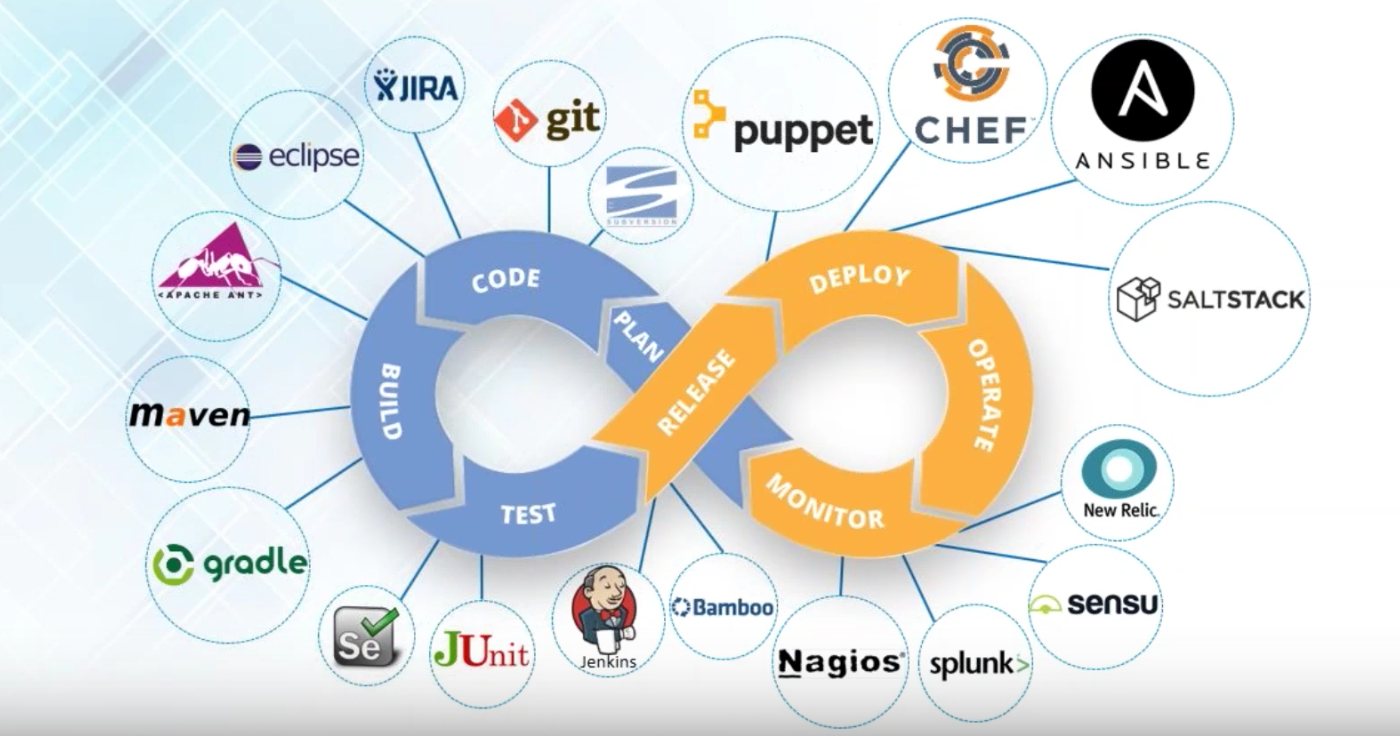 JIRA
git
puppet
CHEF
ANSIBLE
eclipse
SUBVERSION
<APACHE ANT>
SALTSTACK
maven
gradle
CODE
PLAN
BUILD
TEST
RELEASE
DEPLOY
OPERATE
MONITOR
New Relic.
sensu
Se
JUnit
Jenkins
Bamboo
Nagios®
splunk>